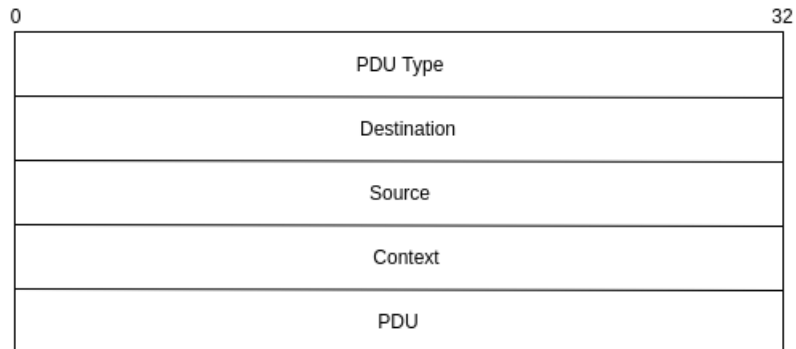 0 32
PDU Type
Destination
Source
Context
PDU